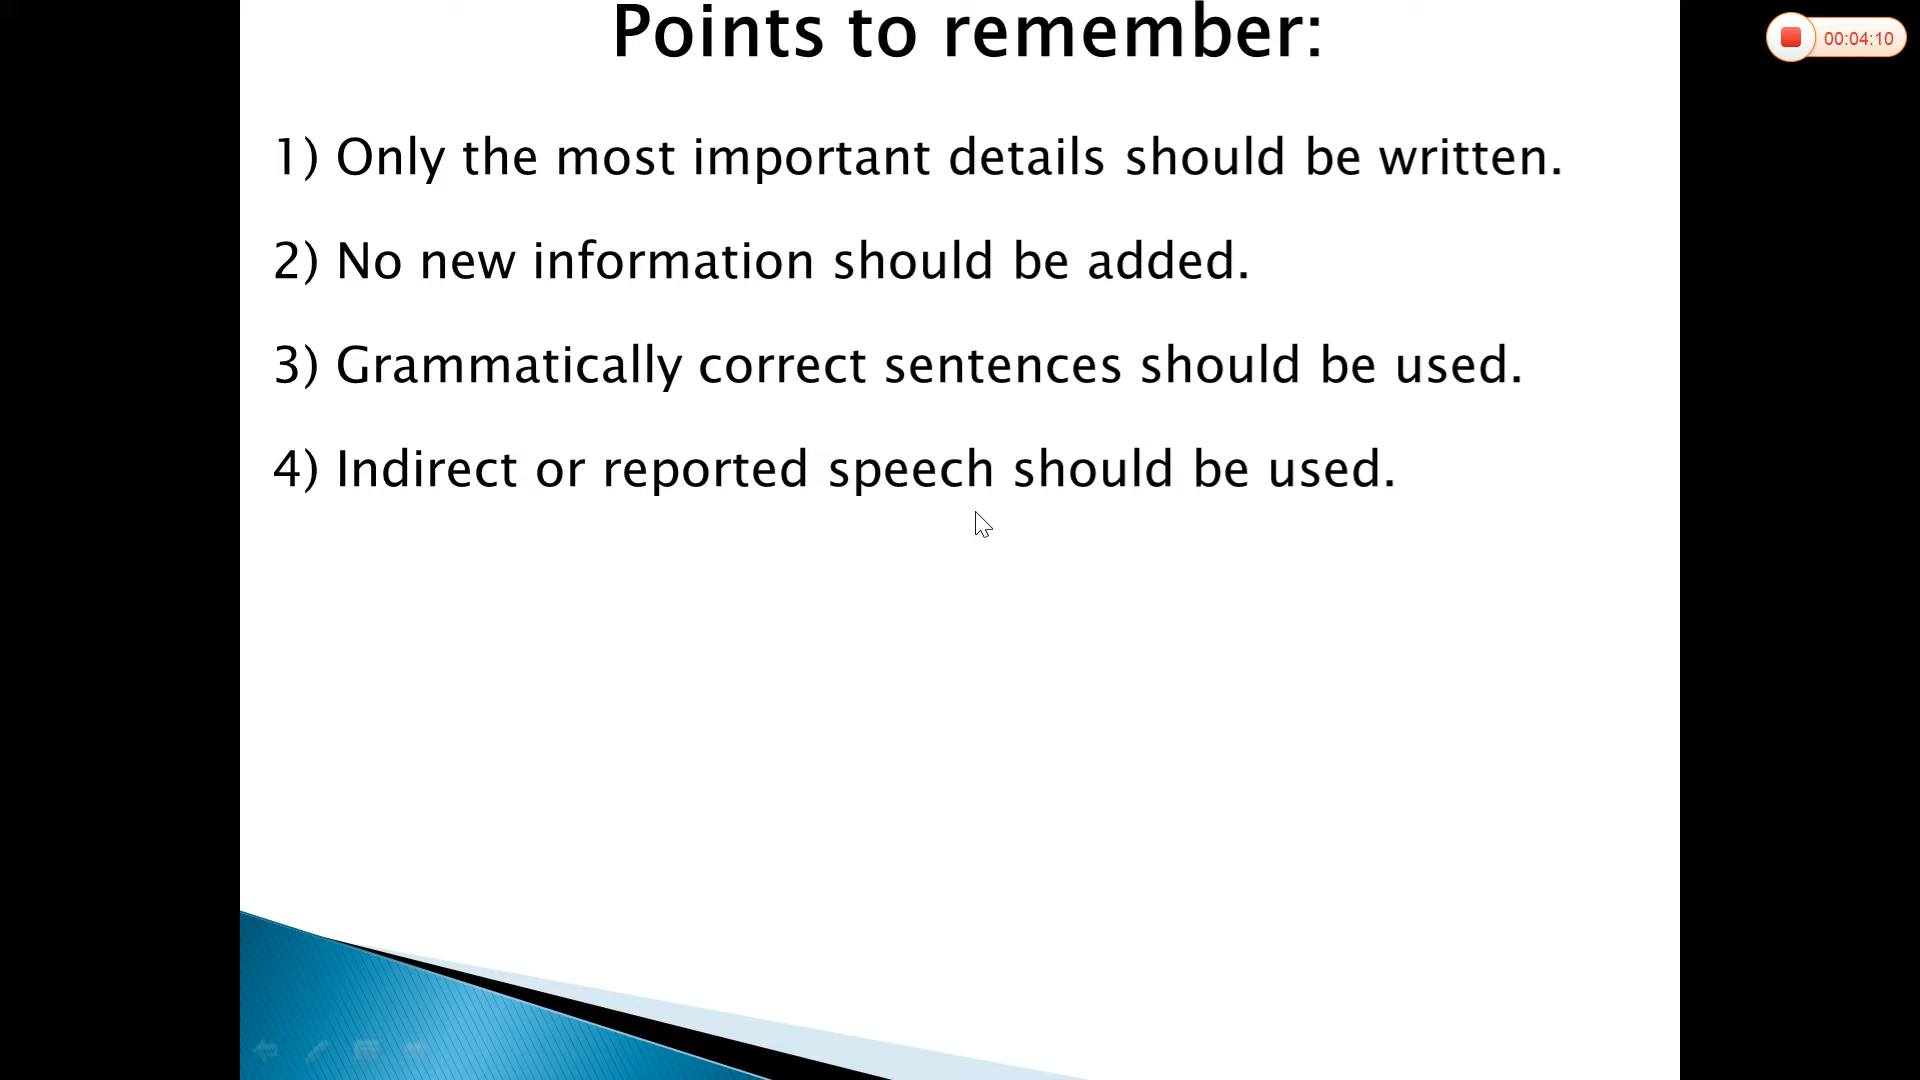 Points to remember:
00:04:10
1) Only the most important details should be written.
2) No new information should be added.
3) Grammatically correct sentences should be used.
4) Indirect or reported speech should be used.